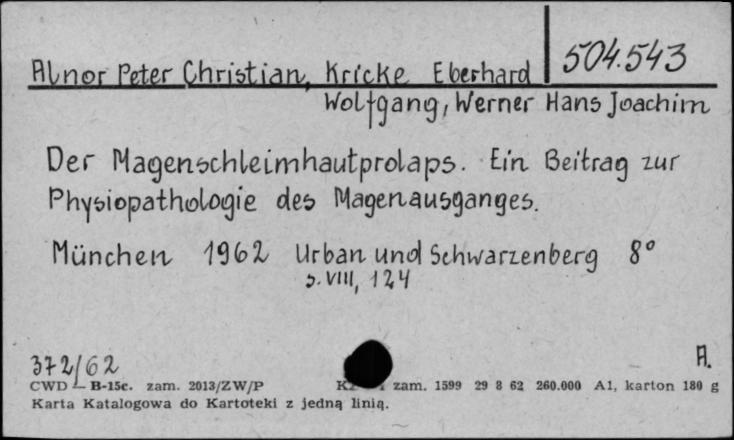 504.543
Alnor Peter Christian, Kricke Eberhard
Wolfgang, Werner Hans Joachim
Der Magenschleimhautprolaps. Ein Beitrag zur
Physiopathologie des Magenausganges.
München 1962 Urban und Schwarzenberg 8°
s. VIII, 124
372/62
A.
CWD — B-15c. zam. 2013/ZW/P zam. 1599 29 8 62 260.000 A1, karton 180 g
Karta Katalogowa do Kartoteki z jedną linią.